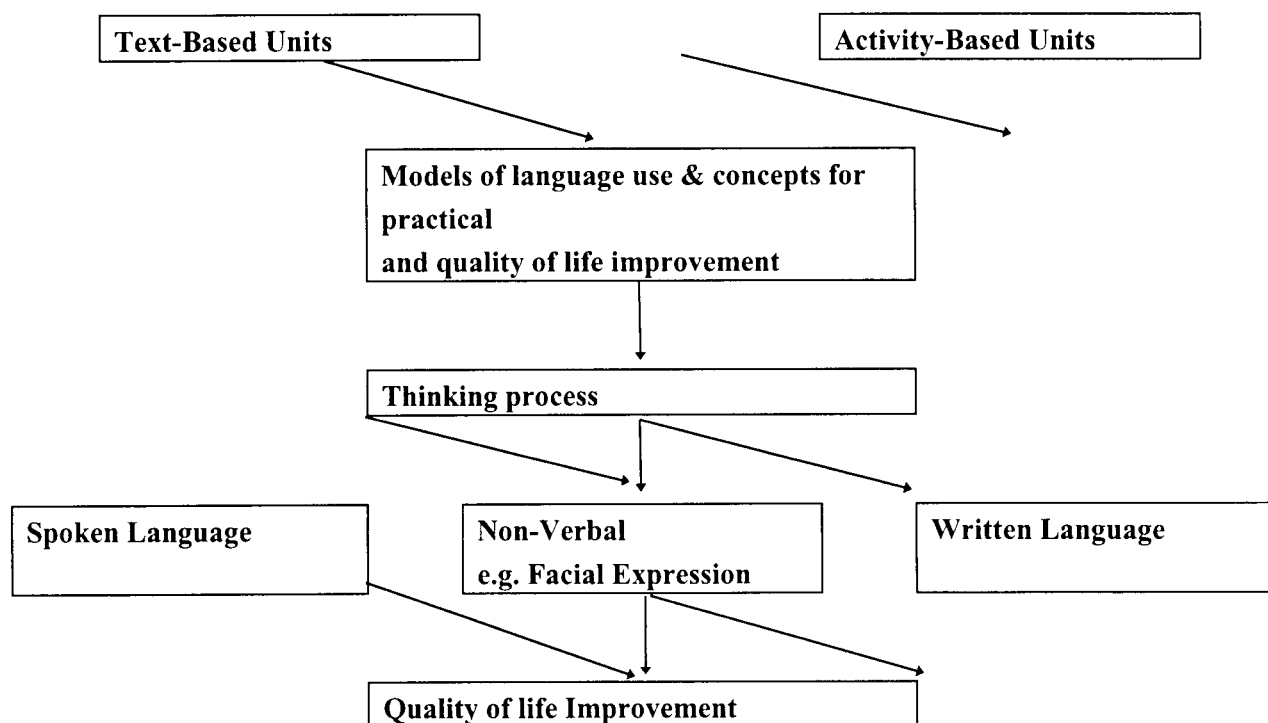 Text-Based Units
Activity-Based Units
Models of language use & concepts for
practical
and quality of life improvement
Thinking process
Spoken Language
Non-Verbal
e.g. Facial Expression
Written Language
Quality of life Improvement